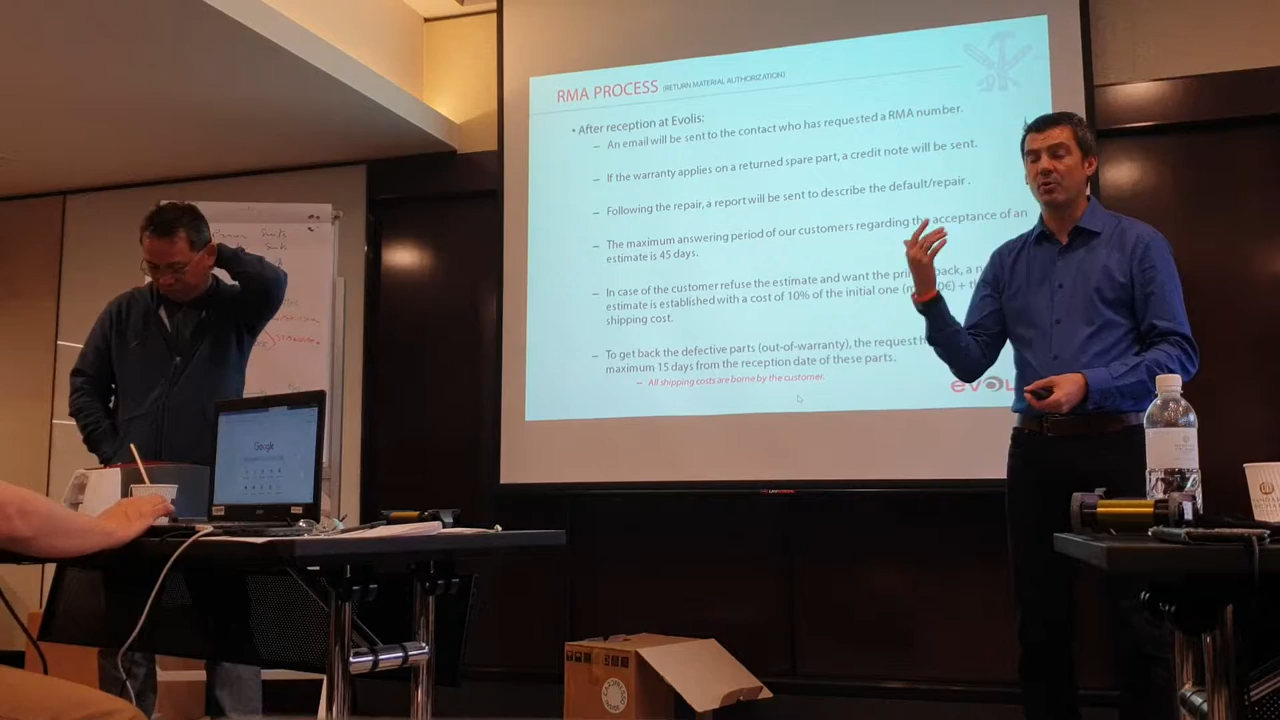 RMA PROCESS (RETURN MATERIAL AUTHORIZATION)
• After reception at Evolis:
– An email will be sent to the contact who has requested a RMA number.
– If the warranty applies on a returned spare part, a credit note will be sent.
– Following the repair, a report will be sent to describe the default/repair .
– The maximum answering period of our customers regarding the acceptance of an
estimate is 45 days.
– In case of the customer refuse the estimate and want the back, a
estimate is established with a cost of 10% of the initial one 0€) +
shipping cost.
– To get back the defective parts (out-of-warranty), the request
maximum 15 days from the reception date of these parts.
– All shipping costs are borne by the customer.
Google